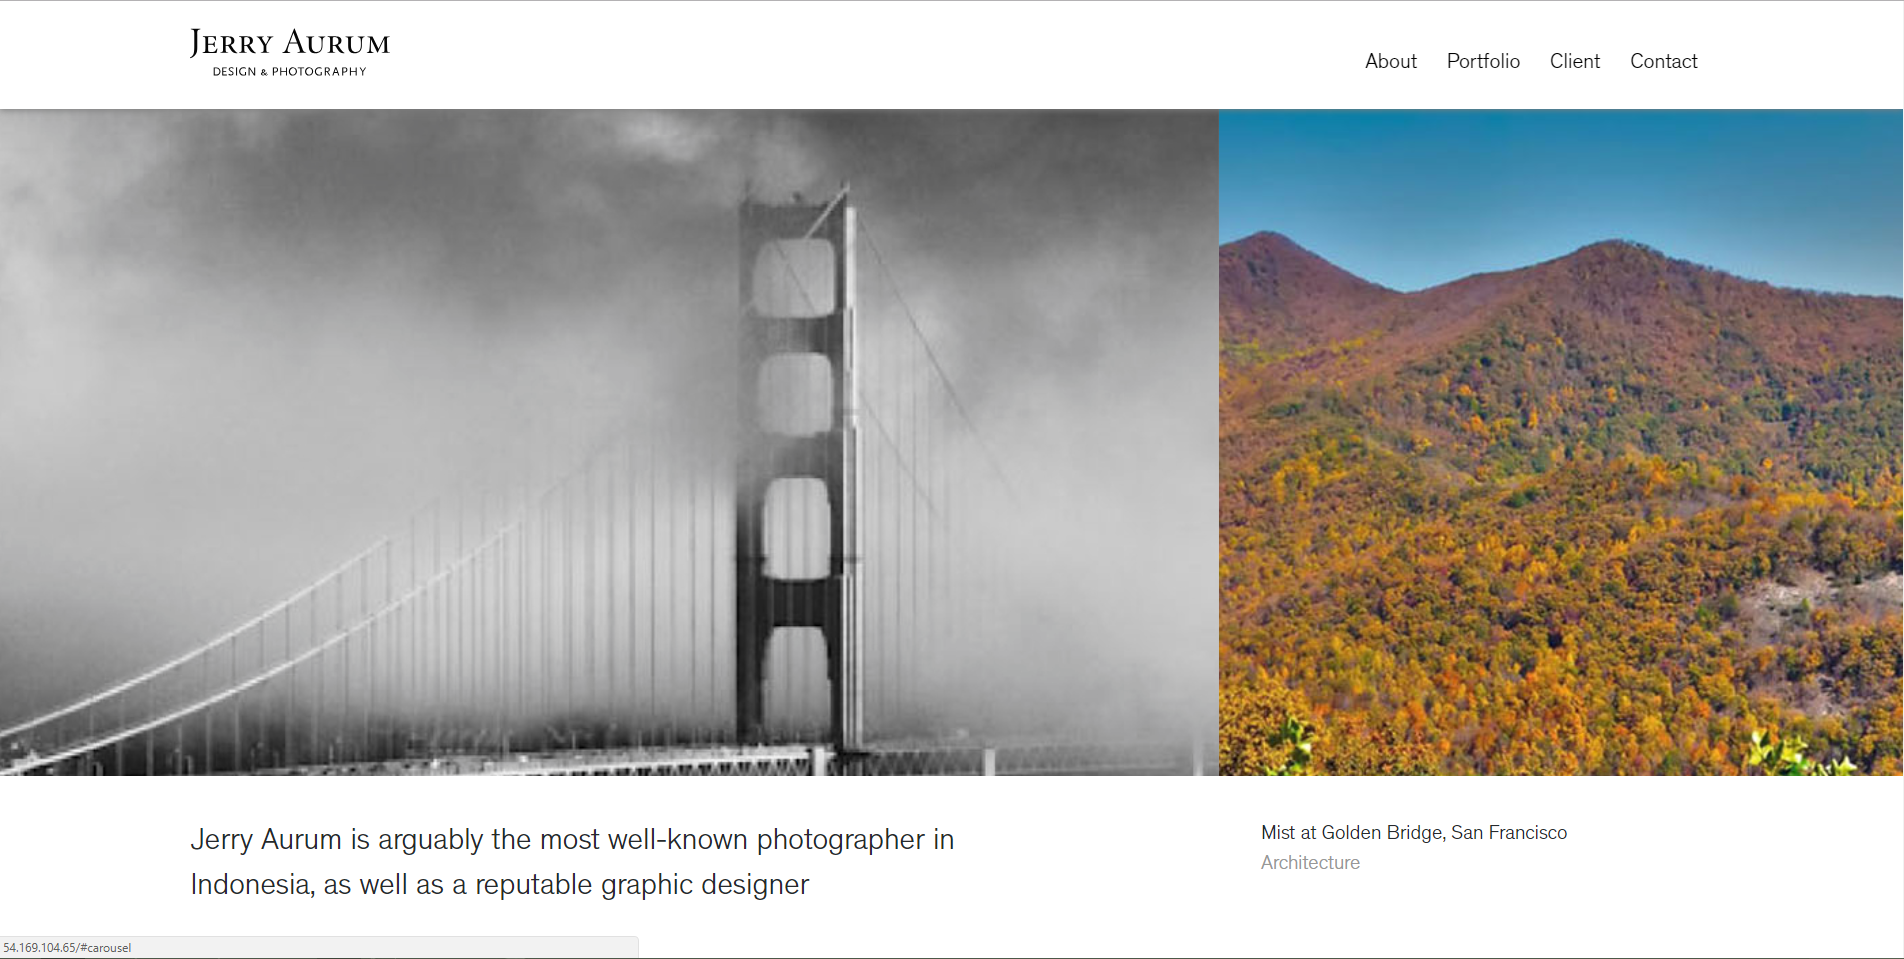 JERRY AURUM
DESIGN & PHOTOGRAPHY
About Portfolio Client Contact
Jerry Aurum is arguably the most well-known photographer in
Indonesia, as well as a reputable graphic designer
Mist at Golden Bridge, San Francisco
Architecture
54.169.104.65/#carousel